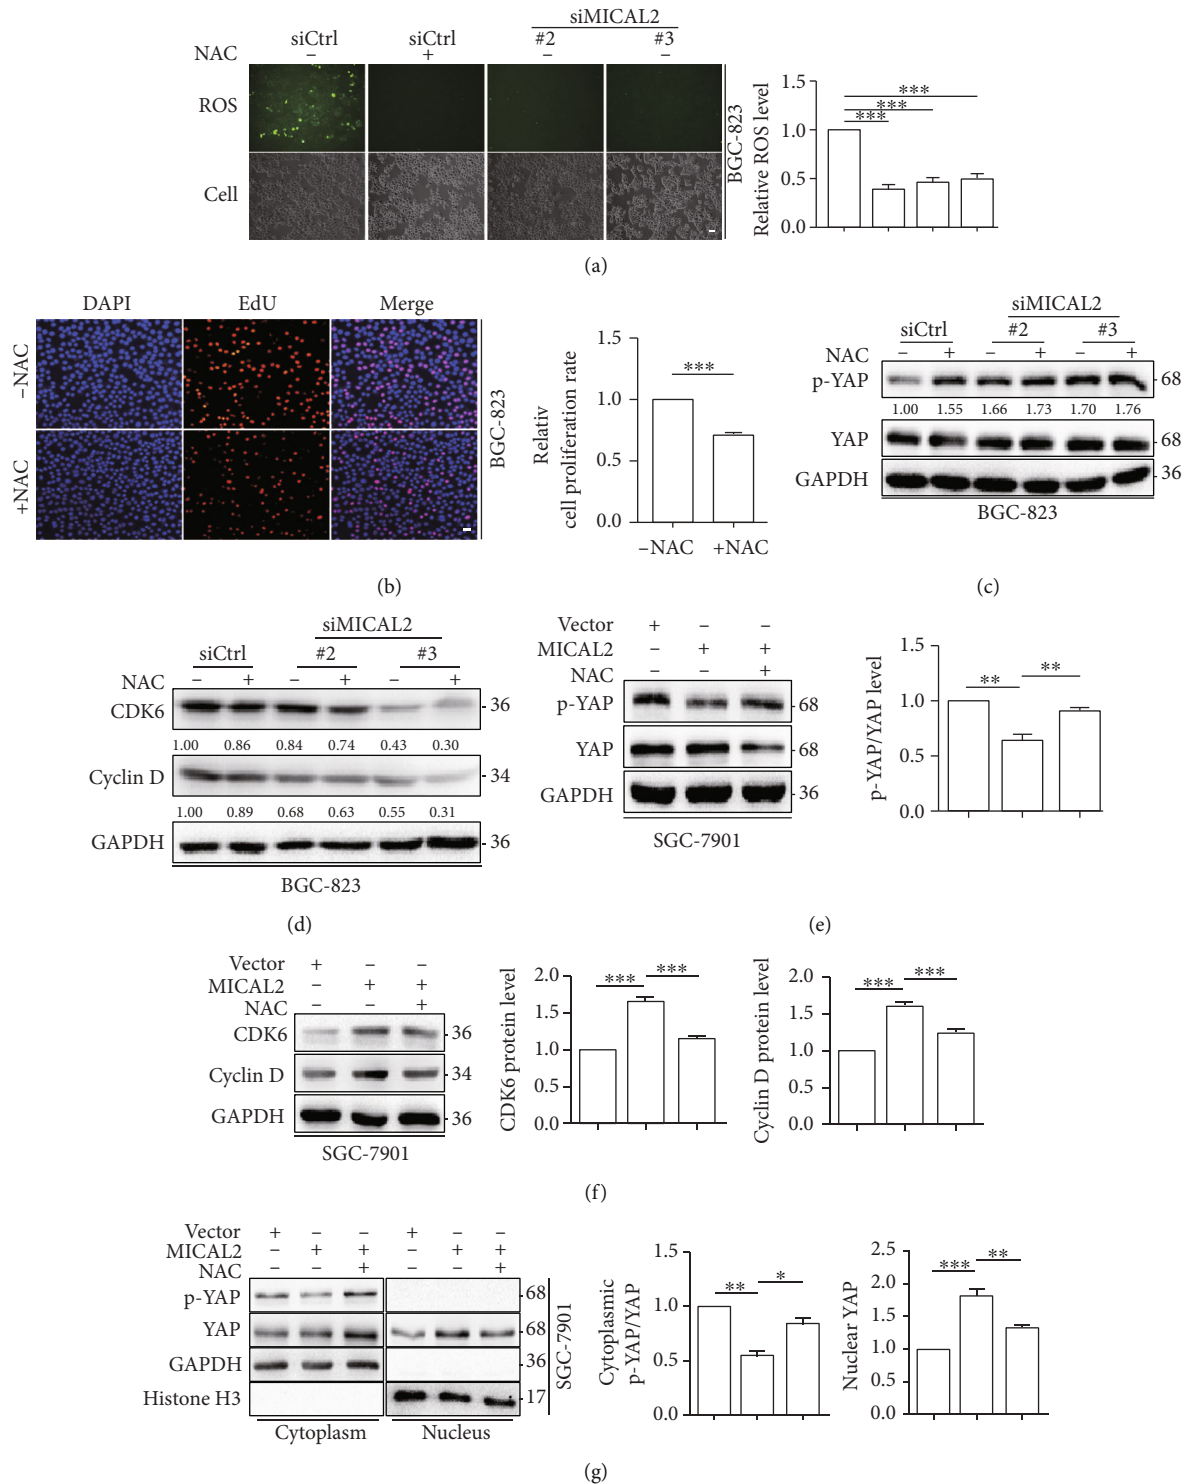 siMICAL2
siCtrl siCtrl #2 #3
NAC − + − −
ROS
Cell
BGC-823
Relative ROS level
1.5
1.0
0.5
0.0
*** *** ***
(a)
DAPI EdU Merge
−NAC
+NAC
BGC-823
Relativ
cell proliferation rate
1.5
1.0
0.5
0.0
***
−NAC +NAC
(b)
siMICAL2
siCtrl #2 #3
NAC − + − + − +
p-YAP 68
1.00 1.55 1.66 1.73 1.70 1.76
YAP 68
GAPDH 36
BGC-823
(c)
siMICAL2
siCtrl #2 #3
NAC − + − + − +
CDK6 36
1.00 0.86 0.84 0.74 0.43 0.30
Cyclin D 34
1.00 0.89 0.68 0.63 0.55 0.31
GAPDH 36
BGC-823
(d)
Vector + − −
MICAL2 − + +
NAC − − +
p-YAP 68
YAP 68
GAPDH 36
SGC-7901
p-YAP/YAP level
1.5
1.0
0.5
0.0
** **
(e)
Vector + − −
MICAL2 − + +
NAC − − +
CDK6 36
Cyclin D 34
GAPDH 36
SGC-7901
CDK6 protein level
2.0
1.5
1.0
0.5
0.0
*** ***
Cyclin D protein level
2.0
1.5
1.0
0.5
0.0
*** ***
(f)
Vector + − − + − −
MICAL2 − + + − + +
NAC − − + − − +
p-YAP 68
YAP 68
GAPDH 36
Histone H3 17
Cytoplasm Nucleus
SGC-7901
Cytoplasmic
p-YAP/YAP
1.5
1.0
0.5
0.0
** *
Nuclear YAP
2.5
2.0
1.5
1.0
0.5
0.0
*** **
(g)